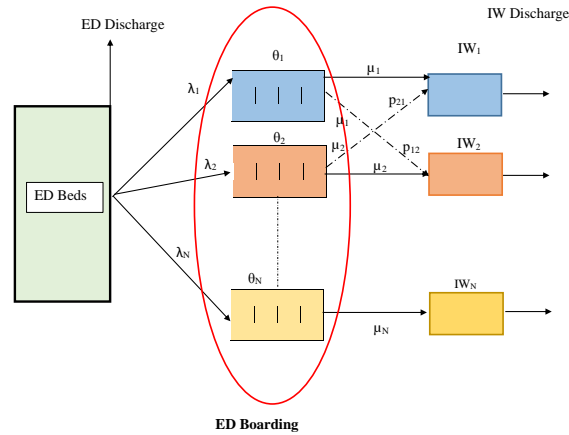 ED Discharge
IW Discharge
θ1
IW1
μ1
λ1
p21
μ1
θ2
μ2
p12
IW2
λ2
μ2
ED Beds
λN
θN
IWN
μN
ED Boarding